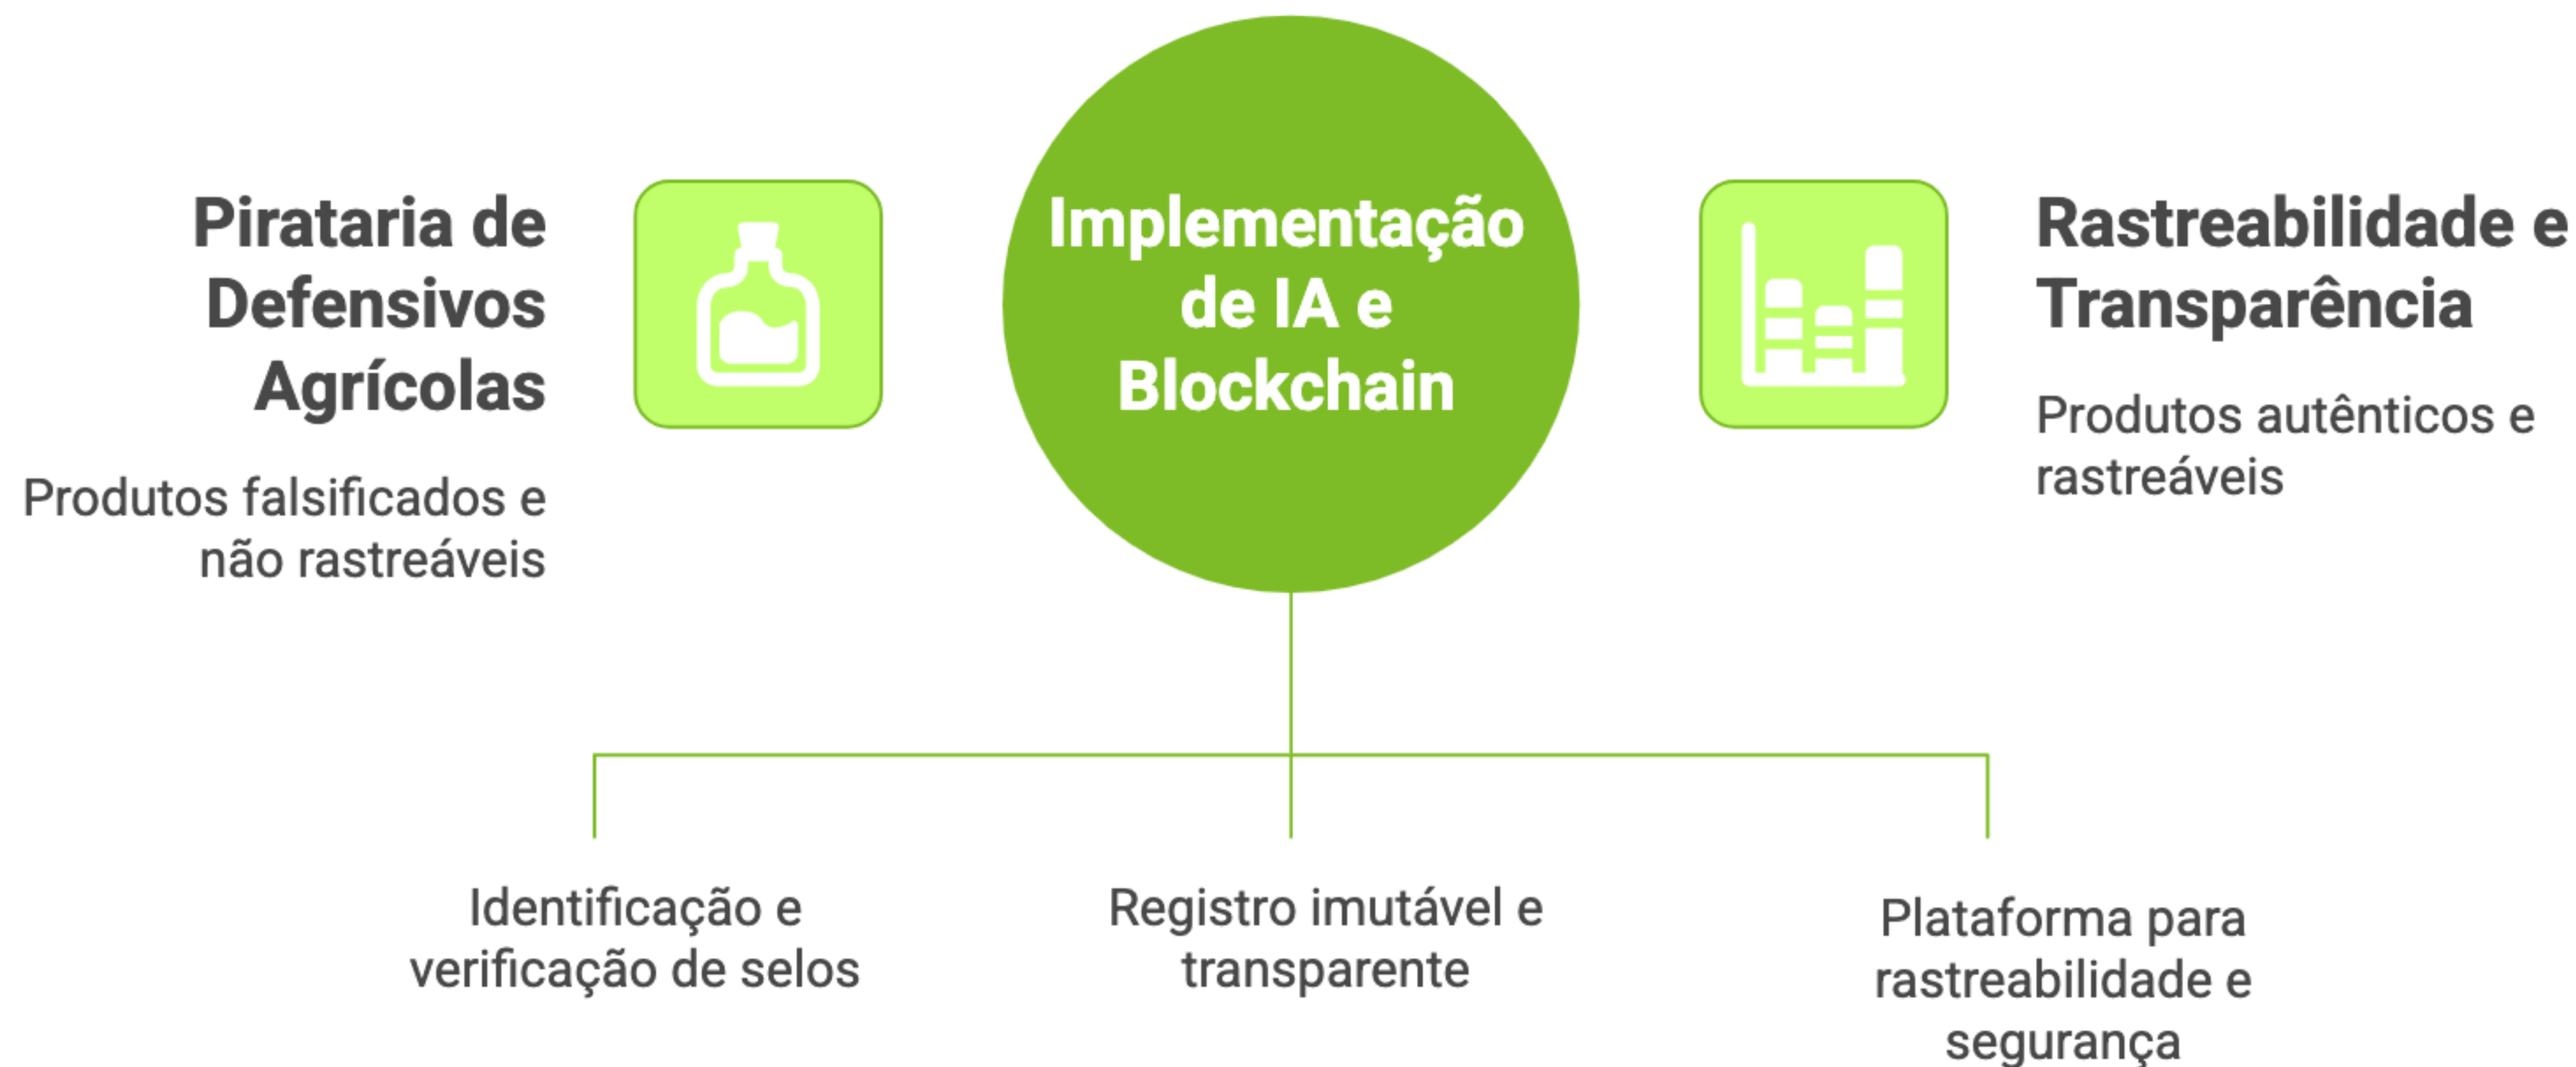 Pirataria de
Defensivos
Agrícolas
Produtos falsificados e
não rastreáveis
Implementação
de IA e
Blockchain
Rastreabilidade e
Transparência
Produtos autênticos e
rastreáveis
Identificação e
verificação de selos
Registro imutável e
transparente
Plataforma para
rastreabilidade e
segurança